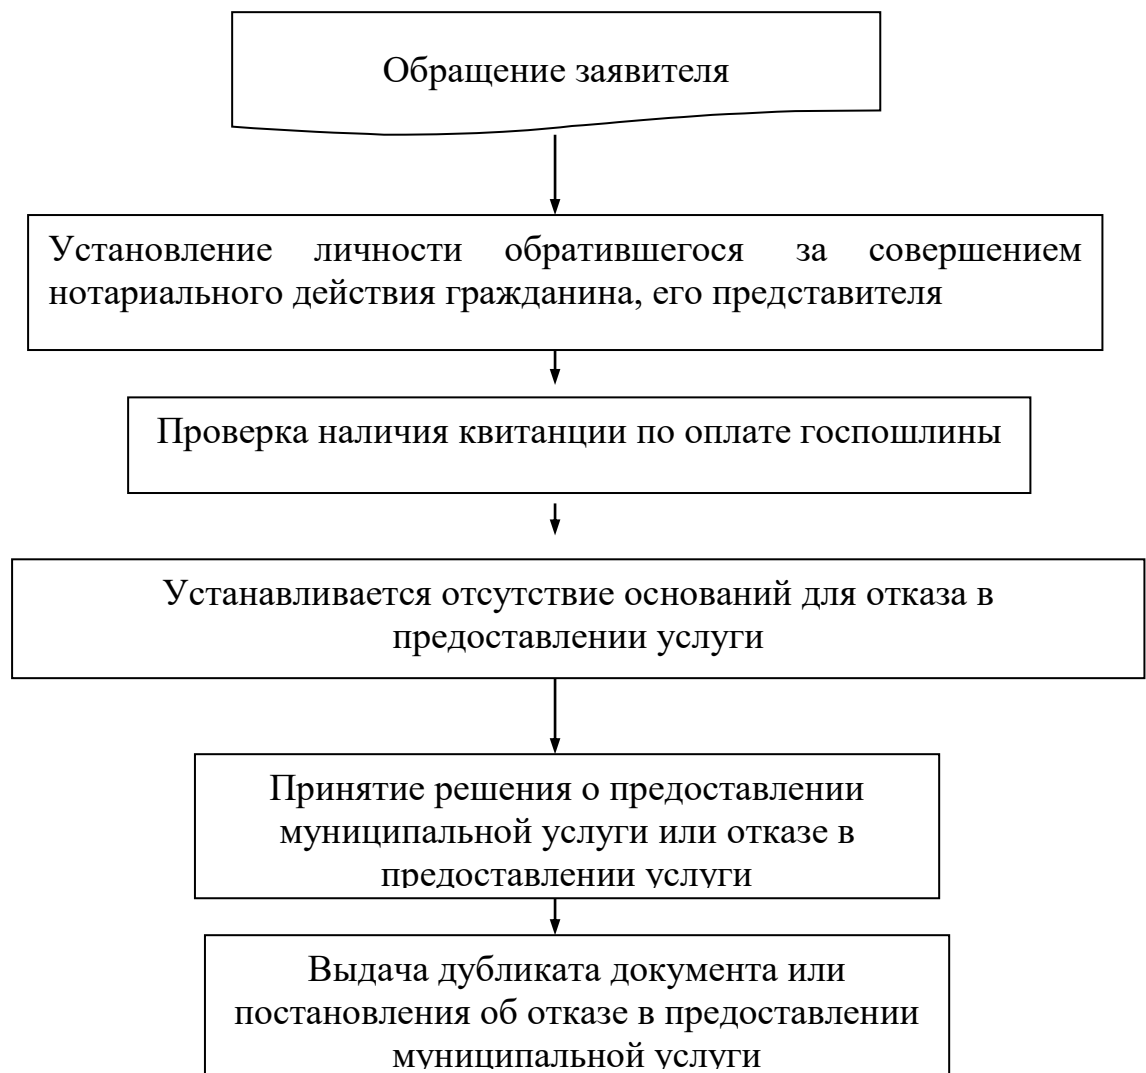 Обращение заявителя
Установление личности обратившегося за совершением
нотариального действия гражданина, его представителя
Проверка наличия квитанции по оплате госпошлины
Устанавливается отсутствие оснований для отказа в
предоставлении услуги
Принятие решения о предоставлении
муниципальной услуги или отказе в
предоставлении услуги
Выдача дубликата документа или
постановления об отказе в предоставлении
муниципальной услуги